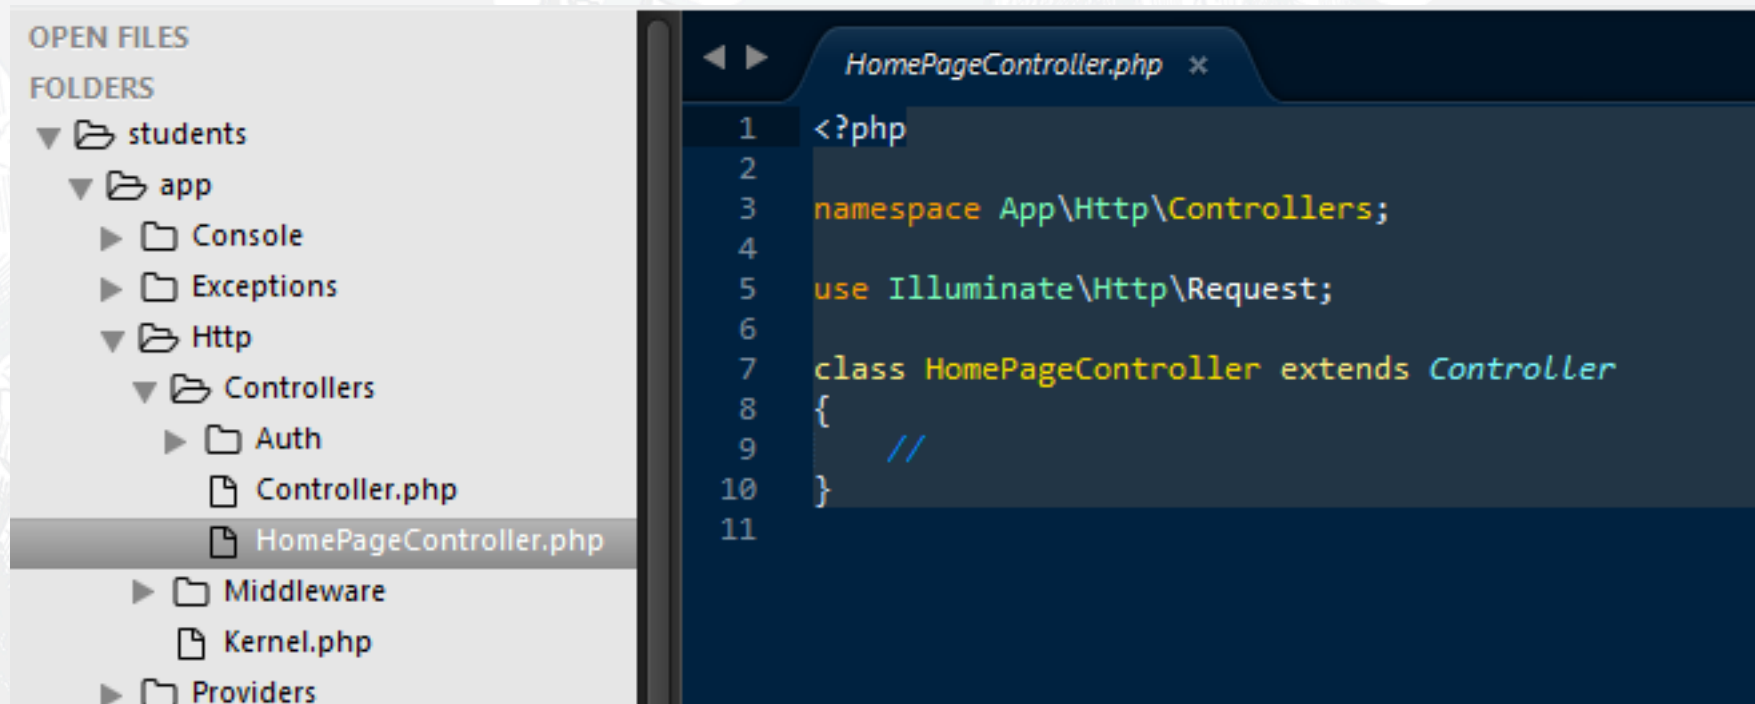 OPEN FILES
FOLDERS
students
app
Console
Exceptions
Http
Controllers
Auth
Controller.php
HomePageController.php
Middleware
Kernel.php
Providers
HomePageController.php ×
1 <?php
2
3 namespace App\Http\Controllers;
4
5 use Illuminate\Http\Request;
6
7 class HomePageController extends Controller
8 {
9     //
10 }
11